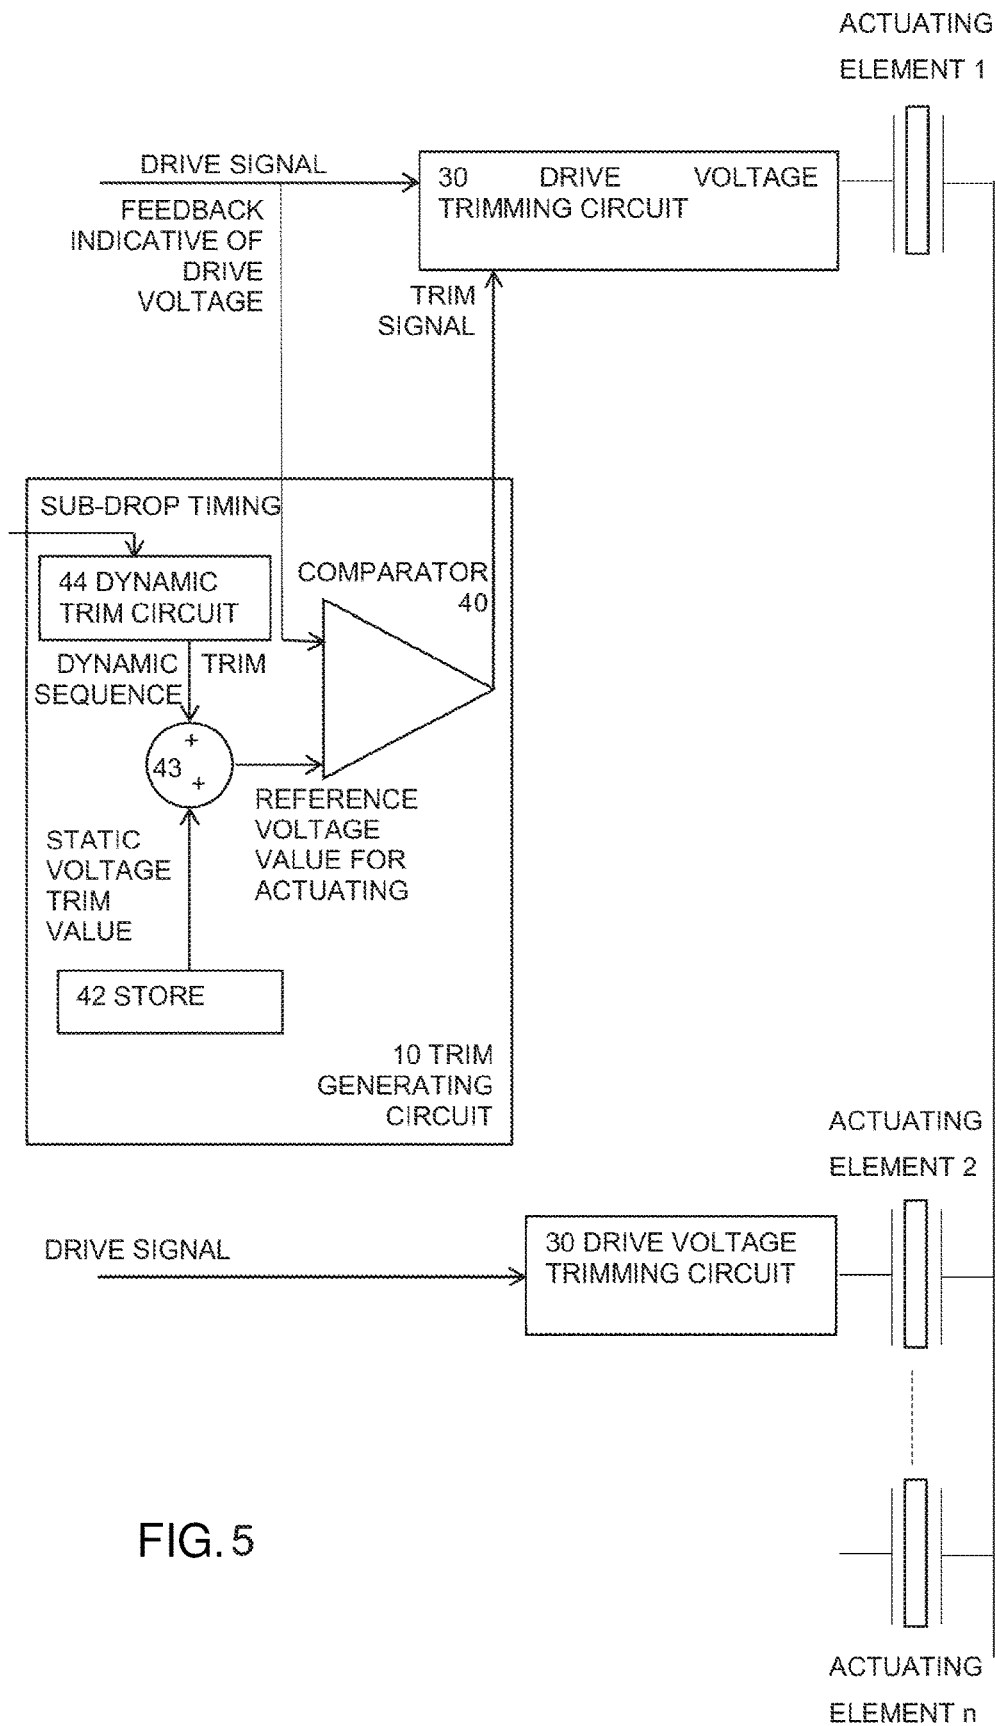 ACTUATING
ELEMENT 1
DRIVE SIGNAL
30 DRIVE VOLTAGE
TRIMMING CIRCUIT
FEEDBACK
INDICATIVE OF
DRIVE
VOLTAGE
TRIM
SIGNAL
SUB-DROP TIMING
44 DYNAMIC
TRIM CIRCUIT
COMPARATOR
40
DYNAMIC TRIM
SEQUENCE
+
43
+
REFERENCE
VOLTAGE
VALUE FOR
ACTUATING
STATIC
VOLTAGE
TRIM
VALUE
42 STORE
10 TRIM
GENERATING
CIRCUIT
ACTUATING
ELEMENT 2
DRIVE SIGNAL
30 DRIVE VOLTAGE
TRIMMING CIRCUIT
FIG. 5
ACTUATING
ELEMENT n